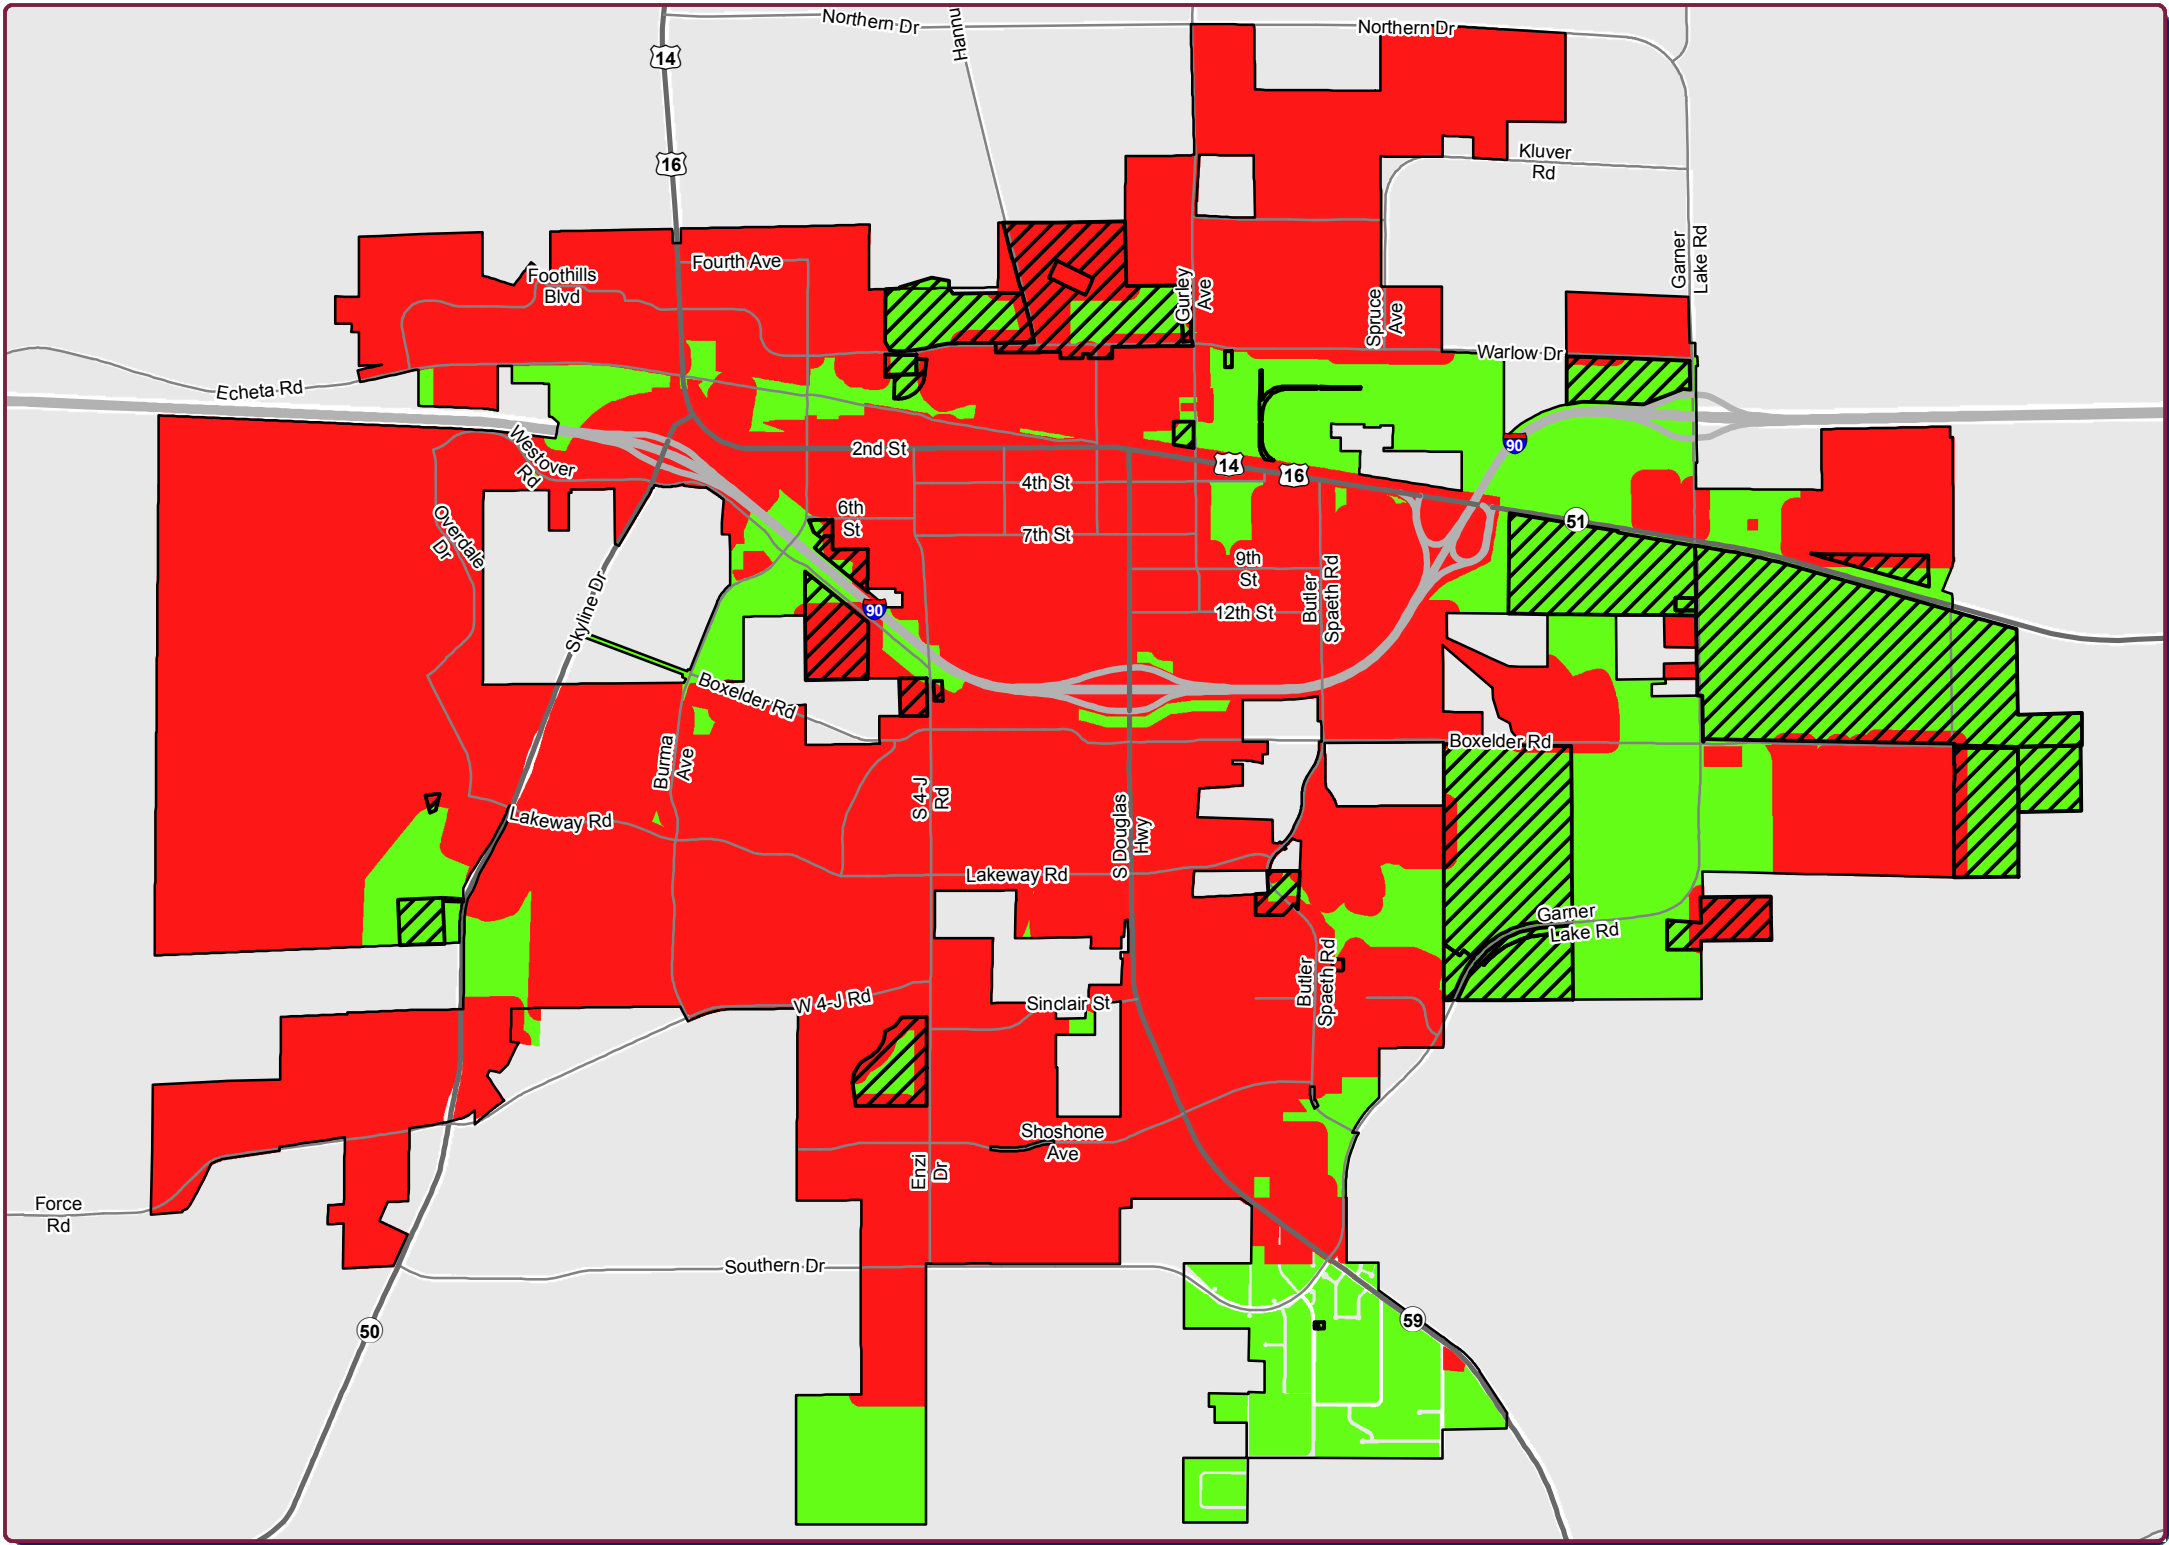 Northern Dr
Hannu
Northern Dr
14
16
Kluver
Rd
Garner
Lake Rd
Fourth Ave
Foothills
Blvd
Gurley
Ave
Spruce
Ave
Warlow Dr
Echeta Rd
Westover
Rd
2nd St
14
16
90
4th St
6th
St
7th St
51
Overdale
Dr
9th
St
Butler
Spaeth Rd
12th St
90
Skyline Dr
Boxelder Rd
Boxelder Rd
Burma
Ave
S 4-J
Rd
S Douglas
Hwy
Lakeway Rd
Lakeway Rd
Garner
Lake Rd
Butler
Spaeth Rd
W 4-J Rd
Sinclair St
Shoshone
Ave
Enzi
Dr
Force
Rd
Southern Dr
50
59